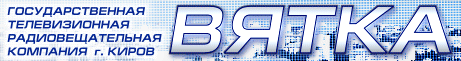 ГОСУДАРСТВЕННАЯ
ТЕЛЕВИЗИОННАЯ
РАДИОВЕЩАТЕЛЬНАЯ
КОМПАНИЯ г. КИРОВ
ВЯТКА